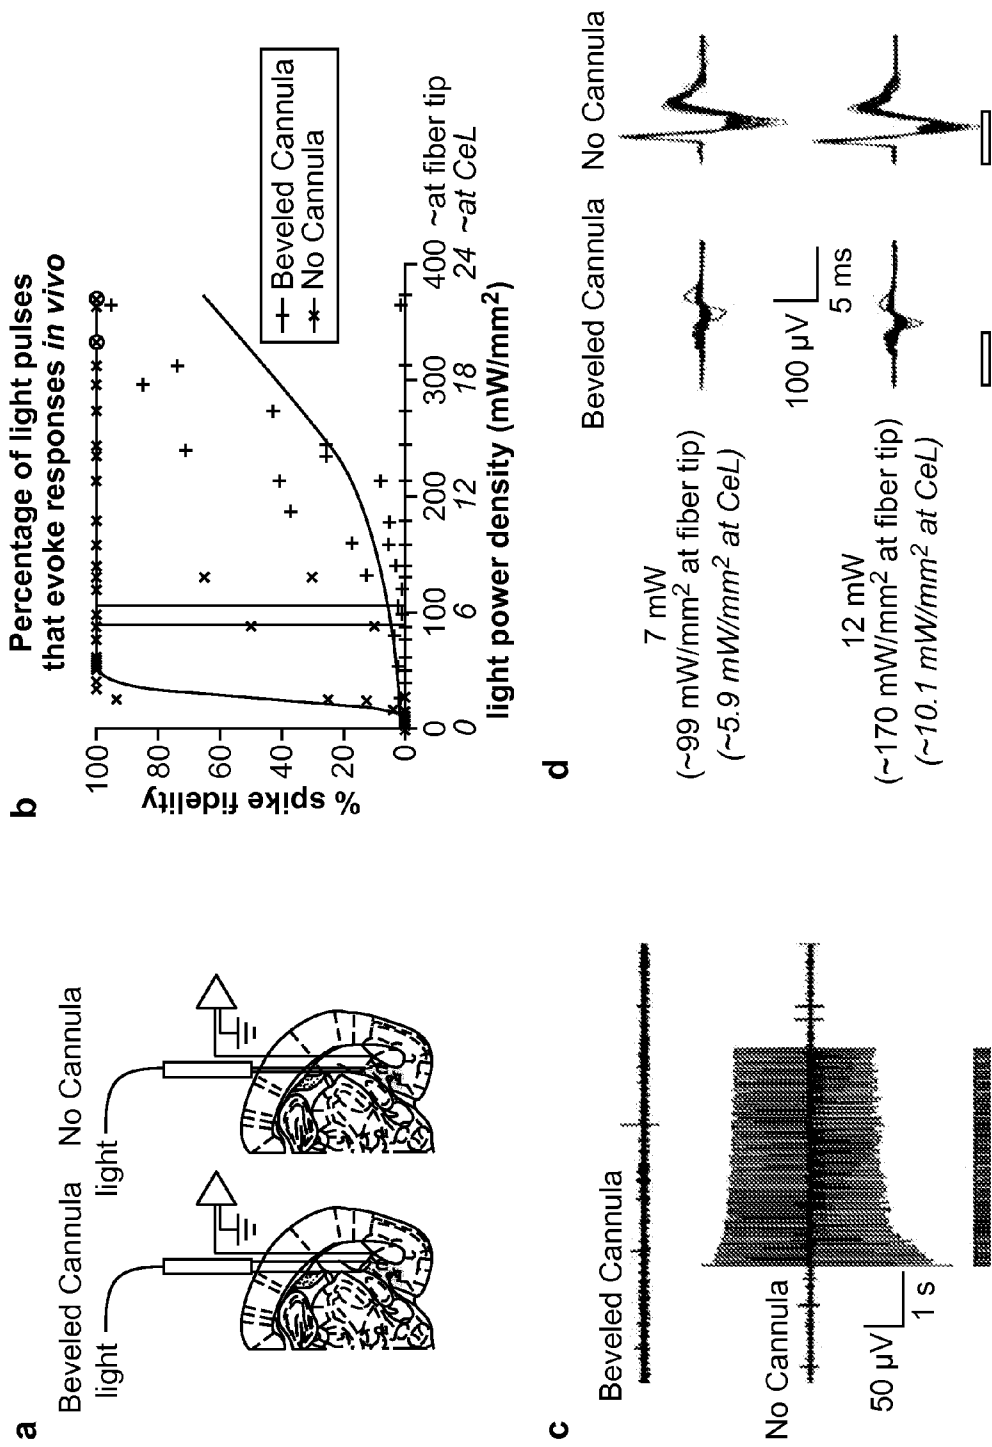 a
Beveled Cannula
light
No Cannula
light
b
Percentage of light pulses
that evoke responses in vivo
% spike fidelity
100
80
60
40
20
0
0 100 200 300 400 ~at fiber tip
0 6 12 18 24 ~at CeL
light power density (mW/mm²)
Beveled Cannula
No Cannula
c
Beveled Cannula
No Cannula
50 µV
1 s
d
Beveled Cannula
No Cannula
7 mW
(~99 mW/mm² at fiber tip)
(~5.9 mW/mm² at CeL)
100 µV
5 ms
12 mW
(~170 mW/mm² at fiber tip)
(~10.1 mW/mm² at CeL)